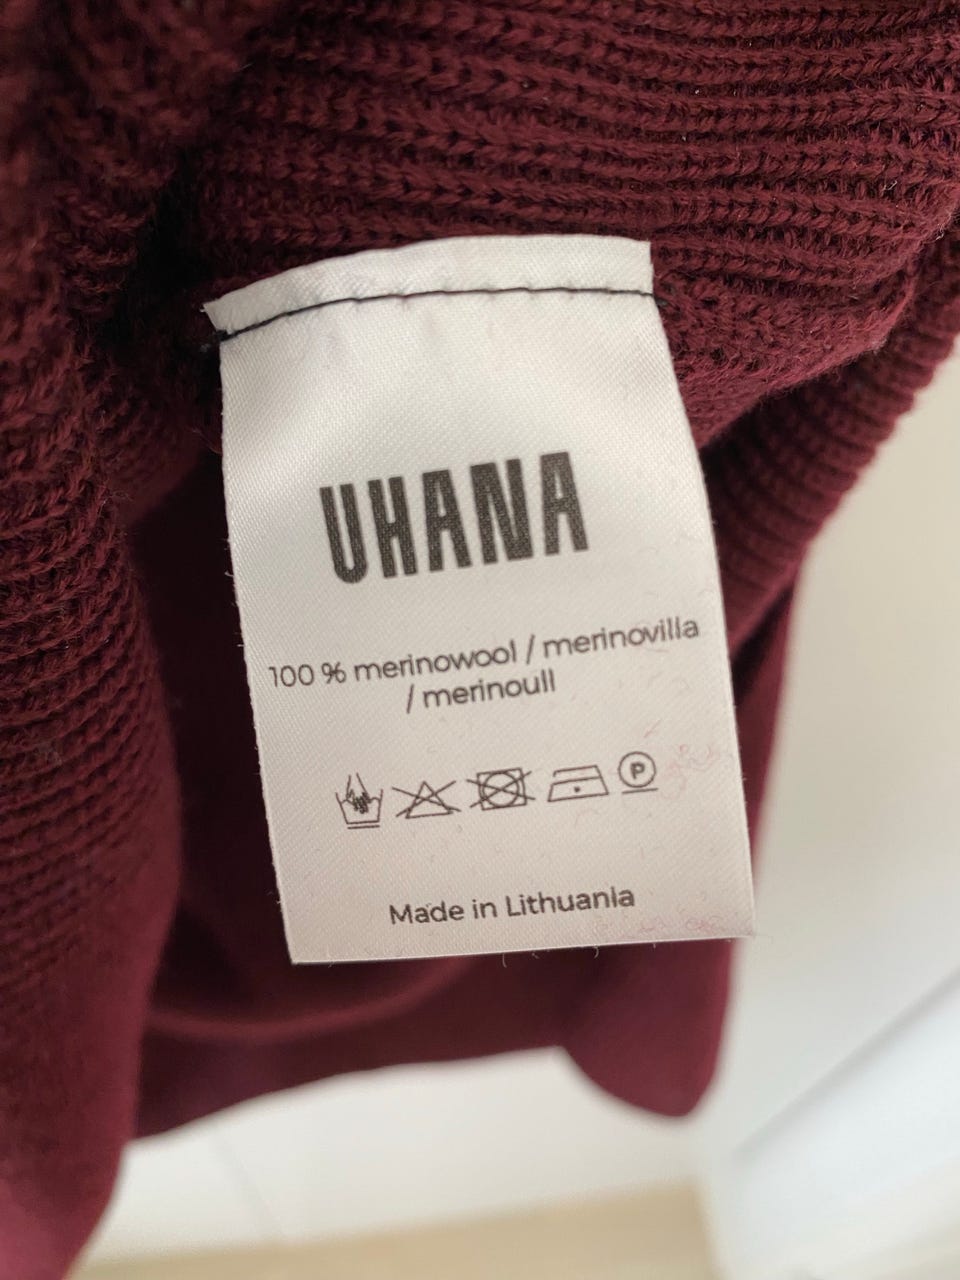 UHANA
100 % merinowool / merinovilla
/ merinoull
P
Made in Lithuania